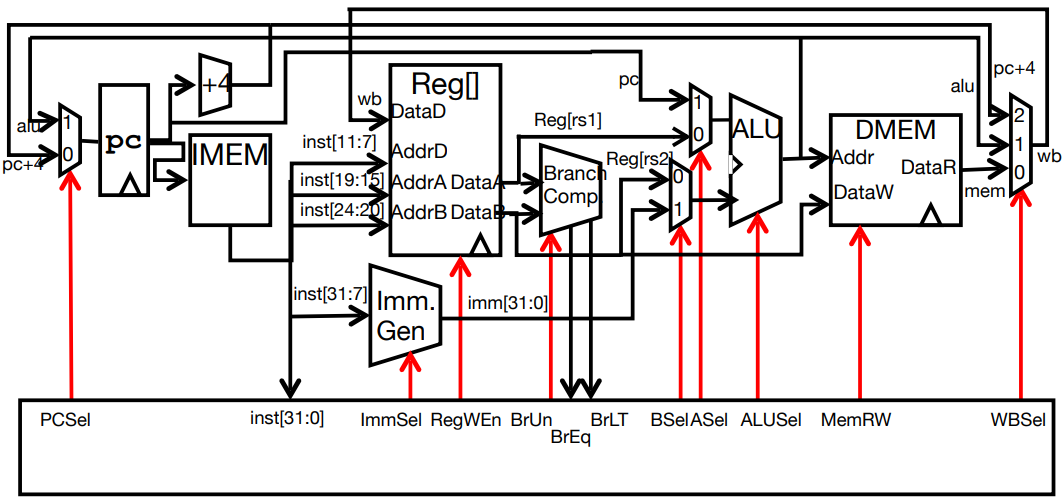 wb
pc+4
alu
1
0
pc+4
pc
+4
IMEM
Reg[]
DataD
inst[11:7]
AddrD
inst[19:15]
AddrA
DataA
inst[24:20]
AddrB
DataB
Reg[rs1]
Branch
Comp.
Reg[rs2]
0
1
pc
1
0
ALU
DMEM
Addr
DataR
DataW
mem
alu
2
1
0
wb
inst[31:7]
Imm.
Gen
imm[31:0]
PCSel
inst[31:0]
ImmSel
RegWEn
BrUn
BrEq
BrLT
BSel
ASel
ALUSel
MemRW
WBSel